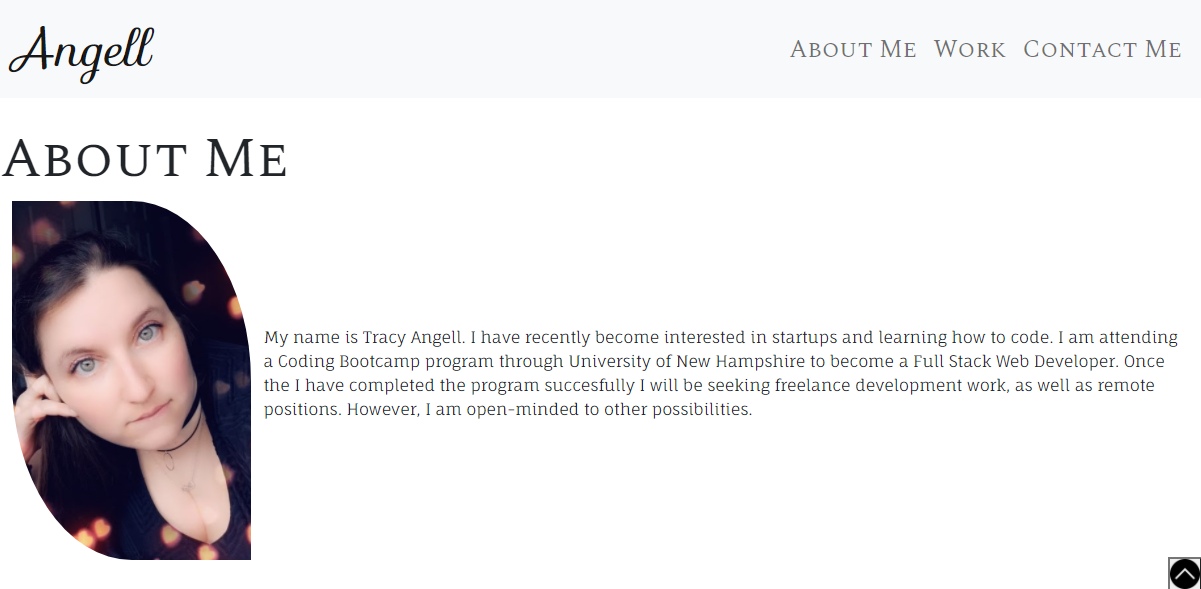 Angell
About Me Work Contact Me
About Me
My name is Tracy Angell. I have recently become interested in startups and learning how to code. I am attending
a Coding Bootcamp program through University of New Hampshire to become a Full Stack Web Developer. Once
the I have completed the program succesfully I will be seeking freelance development work, as well as remote
positions. However, I am open-minded to other possibilities.